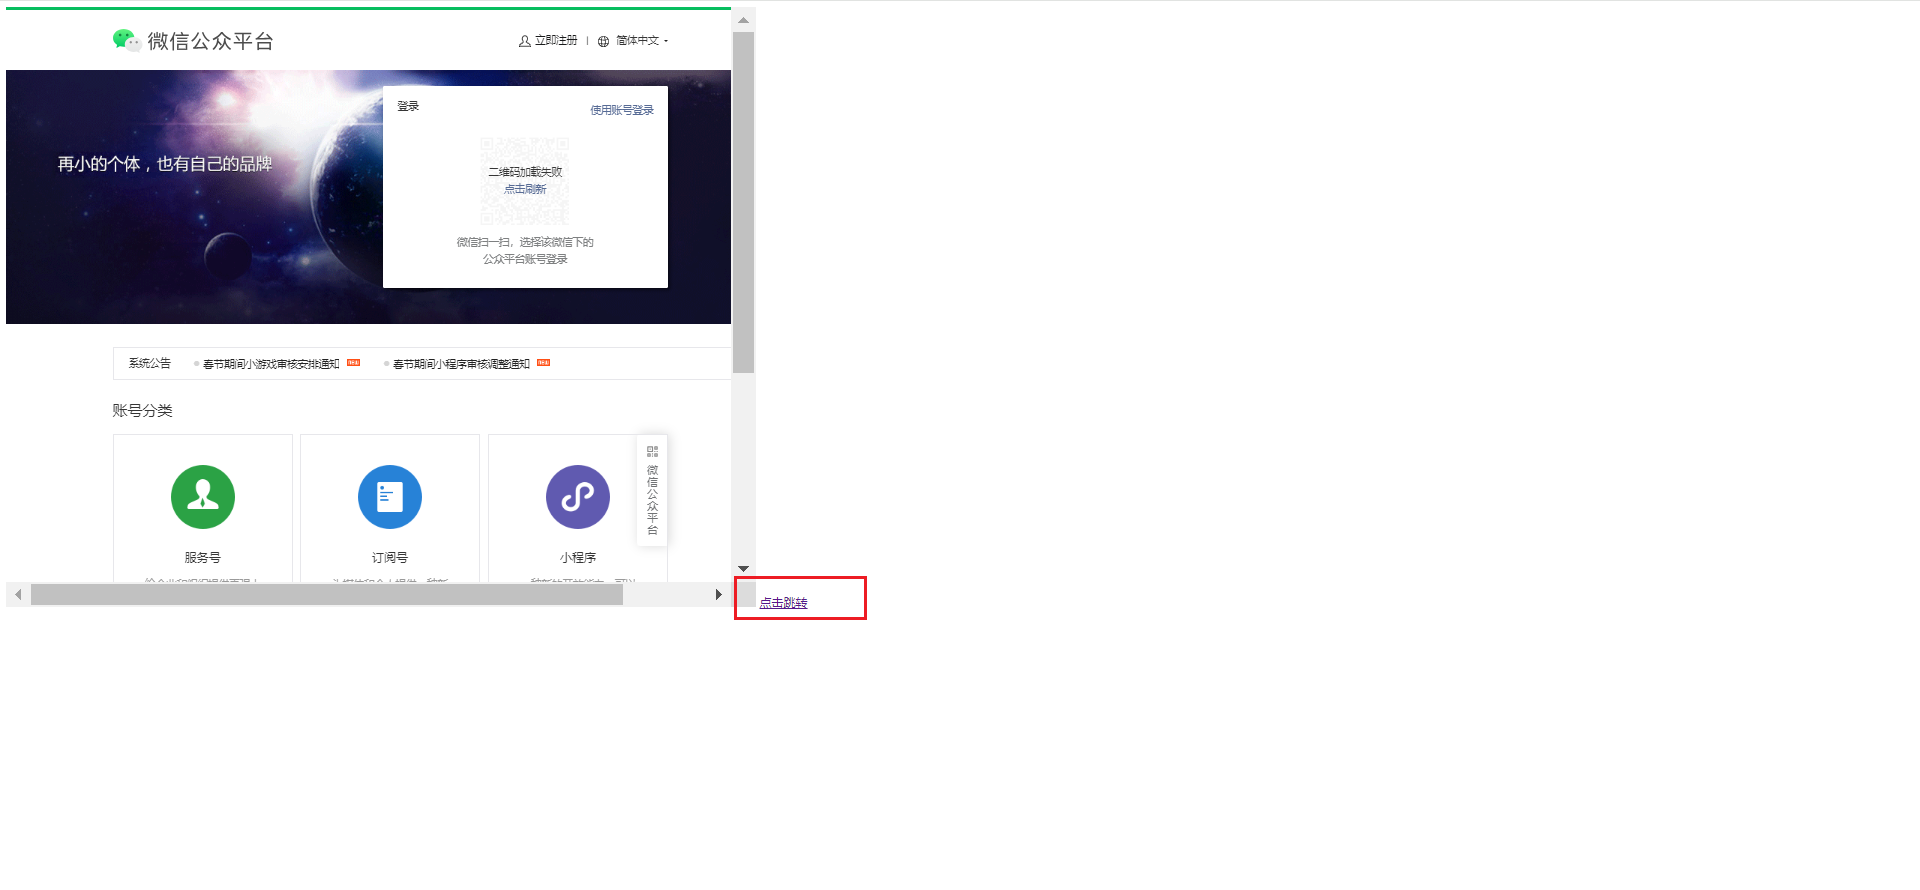 微信公众平台
立即注册 | 简体中文
登录
使用账号登录
再小的个体，也有自己的品牌
二维码加载失败
点击刷新
微信扫一扫，选择该微信下的
公众平台账号登录
系统公告 春节期间小游戏审核安排通知 春节期间小程序审核调整通知
账号分类
微信公众平台
服务号
订阅号
小程序
点击跳转